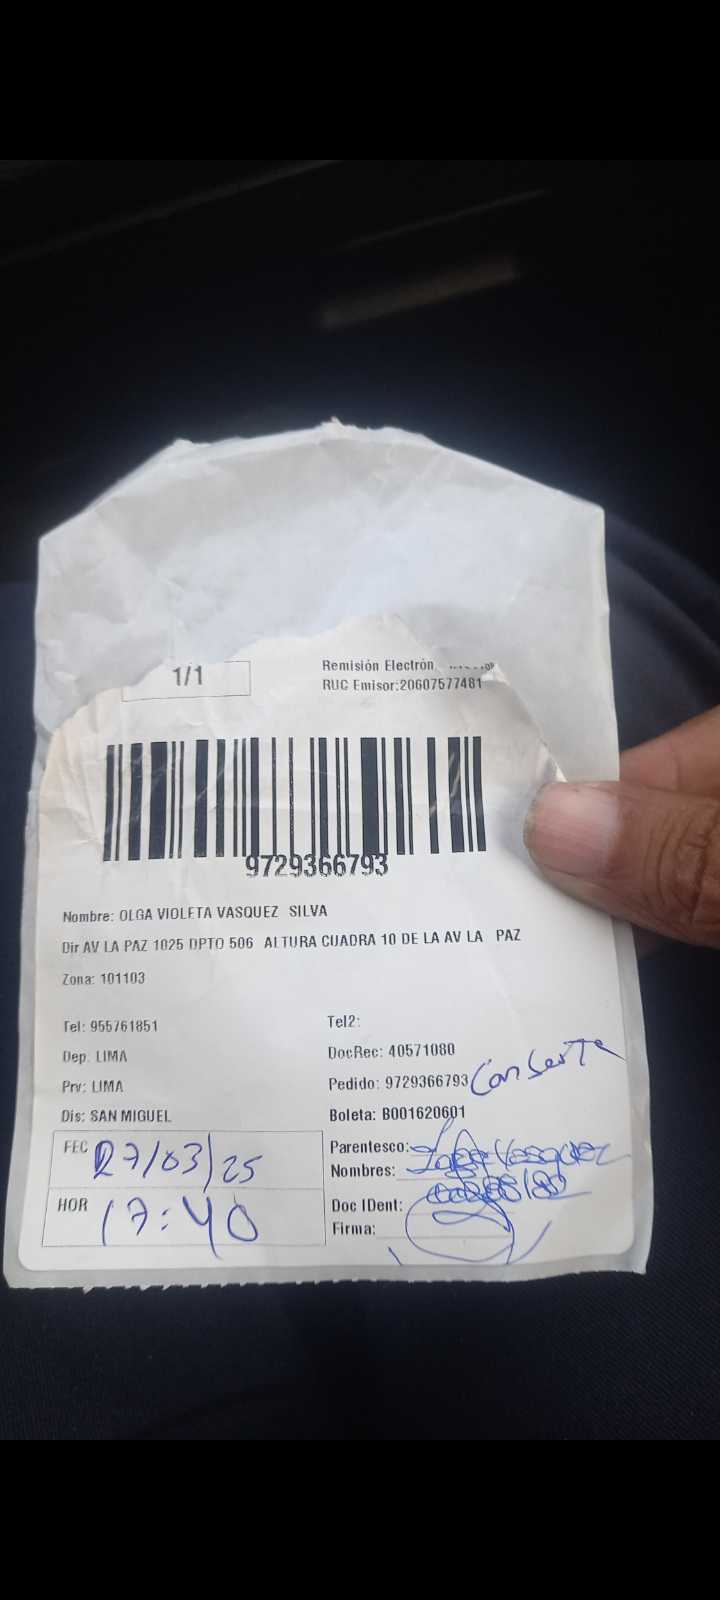 1/1
Remisión Electrón
RUC Emisor:20607577481
9729366793
Nombre: OLGA VIOLETA VASQUEZ SILVA
Dir AV LA PAZ 1025 DPTO 506 ALTURA CUADRA 10 DE LA AV LA PAZ
Zona: 101103
Tel: 955761851
Tel2:
Dep: LIMA
DocRec: 40571080
Prv: LIMA
Pedido: 9729366793
Dis: SAN MIGUEL
Boleta: B001620601
FEC 27/03/25
Parentesco:
Nombres: Vasquez
HOR 17:40
Doc IDent:
Firma: